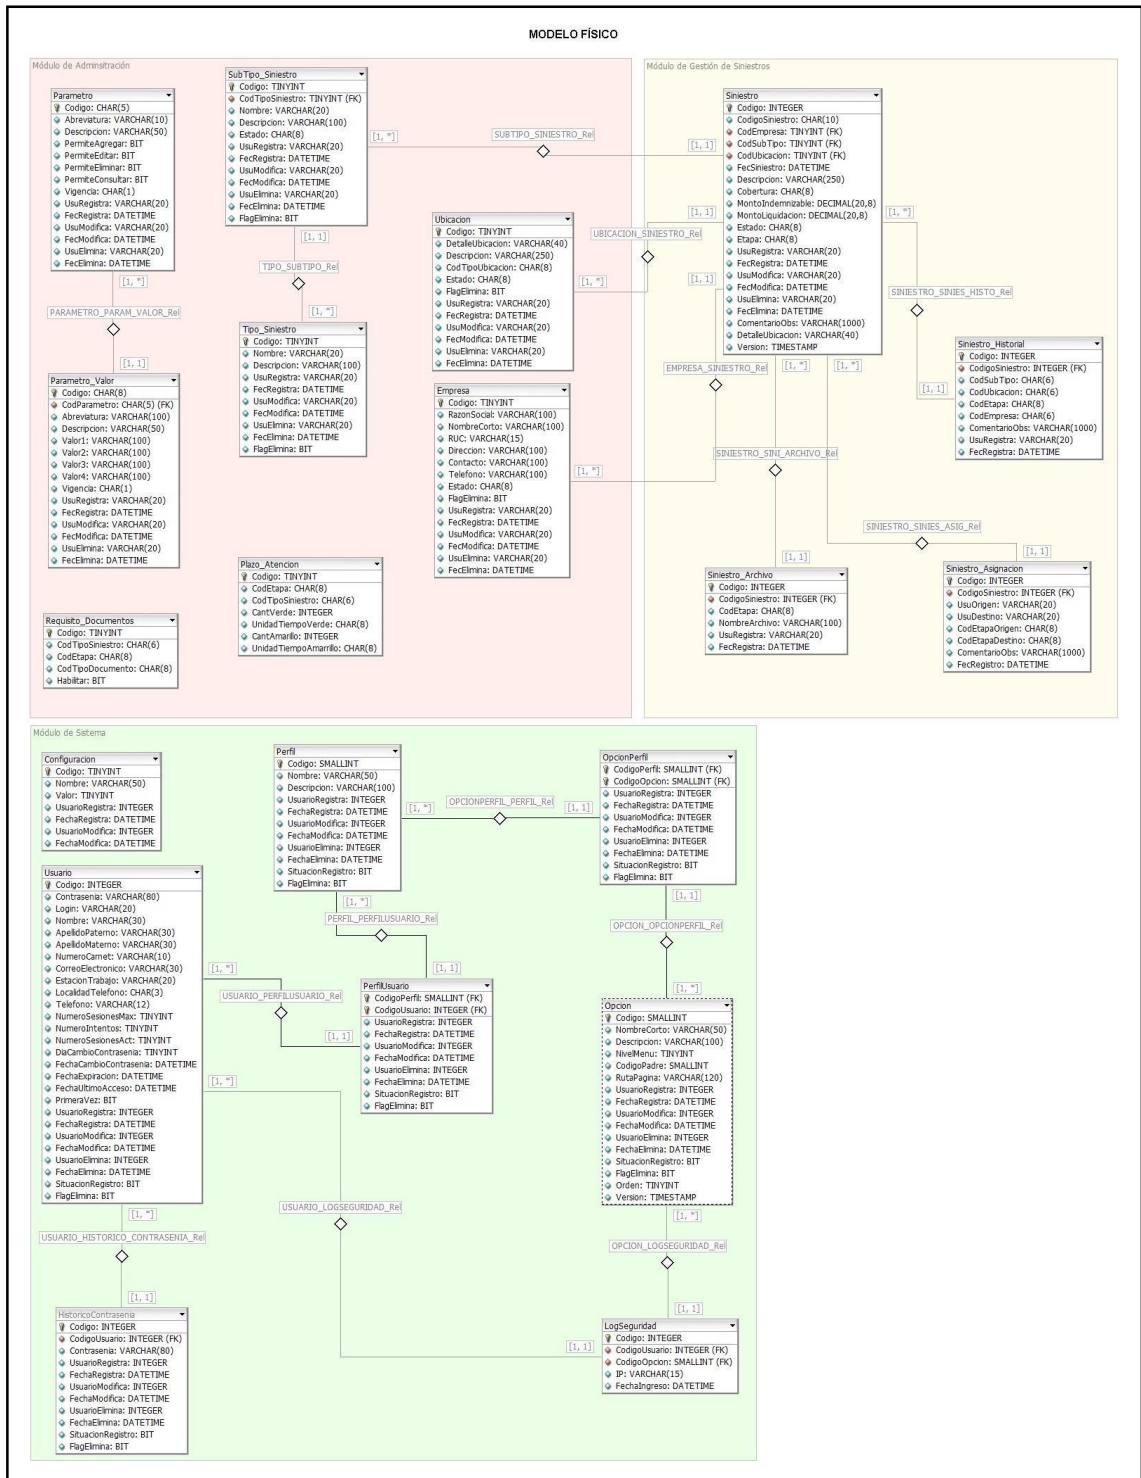 MODELO FÍSICO
Módulo de Adminsitración
Parametro
Codigo: CHAR(5)
Abreviatura: VARCHAR(10)
Descripcion: VARCHAR(50)
PermiteAgregar: BIT
PermiteEditar: BIT
PermiteEliminar: BIT
PermiteConsultar: BIT
Vigencia: CHAR(1)
UsuRegistra: VARCHAR(20)
FecRegistra: DATETIME
UsuModifica: VARCHAR(20)
FecModifica: DATETIME
UsuElimina: VARCHAR(20)
FecElimina: DATETIME
[1, *]
PARAMETRO_PARAM_VALOR_Rel
[1, 1]
Parametro_Valor
Codigo: CHAR(8)
CodParametro: CHAR(5) (FK)
Abreviatura: VARCHAR(100)
Descripcion: VARCHAR(50)
Valor1: VARCHAR(100)
Valor2: VARCHAR(100)
Valor3: VARCHAR(100)
Valor4: VARCHAR(100)
Vigencia: CHAR(1)
UsuRegistra: VARCHAR(20)
FecRegistra: DATETIME
UsuModifica: VARCHAR(20)
FecModifica: DATETIME
UsuElimina: VARCHAR(20)
FecElimina: DATETIME
Requisito_Documentos
Codigo: TINYINT
CodTipoSiniestro: CHAR(6)
CodEtapa: CHAR(8)
CodTipoDocumento: CHAR(8)
Habilitar: BIT
SubTipo_Siniestro
Codigo: TINYINT
CodTipoSiniestro: TINYINT (FK)
Nombre: VARCHAR(20)
Descripcion: VARCHAR(100)
Estado: CHAR(8)
UsuRegistra: VARCHAR(20)
FecRegistra: DATETIME
UsuModifica: VARCHAR(20)
FecModifica: DATETIME
UsuElimina: VARCHAR(20)
FecElimina: DATETIME
FlagElimina: BIT
[1, *]
SUBTIPO_SINIESTRO_Rel
[1, 1]
[1, 1]
TIPO_SUBTIPO_Rel
[1, *]
Tipo_Siniestro
Codigo: TINYINT
Nombre: VARCHAR(20)
Descripcion: VARCHAR(100)
UsuRegistra: VARCHAR(20)
FecRegistra: DATETIME
UsuModifica: VARCHAR(20)
FecModifica: DATETIME
UsuElimina: VARCHAR(20)
FecElimina: DATETIME
FlagElimina: BIT
Plazo_Atencion
Codigo: TINYINT
CodEtapa: CHAR(8)
CodTipoSiniestro: CHAR(6)
CantVerde: INTEGER
UnidadTiempoVerde: CHAR(8)
CantAmarillo: INTEGER
UnidadTiempoAmarrillo: CHAR(8)
Ubicacion
Codigo: TINYINT
DetalleUbicacion: VARCHAR(40)
Descripcion: VARCHAR(250)
CodTipoUbicacion: CHAR(8)
Estado: CHAR(8)
FlagElimina: BIT
UsuRegistra: VARCHAR(20)
FecRegistra: DATETIME
UsuModifica: VARCHAR(20)
FecModifica: DATETIME
UsuElimina: VARCHAR(20)
FecElimina: DATETIME
[1, 1]
UBICACION_SINIESTRO_Rel
[1, *]
Empresa
Codigo: TINYINT
RazonSocial: VARCHAR(100)
NombreCorto: VARCHAR(100)
RUC: VARCHAR(15)
Direccion: VARCHAR(100)
Contacto: VARCHAR(100)
Telefono: VARCHAR(100)
Estado: CHAR(8)
FlagElimina: BIT
UsuRegistra: VARCHAR(20)
FecRegistra: DATETIME
UsuModifica: VARCHAR(20)
FecModifica: DATETIME
UsuElimina: VARCHAR(20)
FecElimina: DATETIME
[1, 1]
EMPRESA_SINIESTRO_Rel
[1, *]
Módulo de Gestión de Siniestros
Siniestro
Codigo: INTEGER
CodigoSiniestro: CHAR(10)
CodEmpresa: TINYINT (FK)
CodSubTipo: TINYINT (FK)
CodUbicacion: TINYINT (FK)
FecSiniestro: DATETIME
Descripcion: VARCHAR(250)
Cobertura: CHAR(8)
MontoIndemnizable: DECIMAL(20,8)
MontoLiquidacion: DECIMAL(20,8)
Estado: CHAR(8)
Etapa: CHAR(8)
UsuRegistra: VARCHAR(20)
FecRegistra: DATETIME
UsuModifica: VARCHAR(20)
FecModifica: DATETIME
UsuElimina: VARCHAR(20)
FecElimina: DATETIME
ComentarioObs: VARCHAR(1000)
DetalleUbicacion: VARCHAR(40)
Version: TIMESTAMP
[1, *]
SINIESTRO_SINIES_HISTO_Rel
[1, 1]
Siniestro_Historial
Codigo: INTEGER
CodigoSiniestro: INTEGER (FK)
CodSubTipo: CHAR(6)
CodUbicacion: CHAR(6)
CodEtapa: CHAR(8)
CodEmpresa: CHAR(6)
ComentarioObs: VARCHAR(1000)
UsuRegistra: VARCHAR(20)
FecRegistra: DATETIME
[1, *]
[1, *]
SINIESTRO_SINI_ARCHIVO_Rel
[1, 1]
Siniestro_Archivo
Codigo: INTEGER
CodigoSiniestro: INTEGER (FK)
CodEtapa: CHAR(8)
NombreArchivo: VARCHAR(100)
UsuRegistra: VARCHAR(20)
FecRegistro: DATETIME
SINIESTRO_SINIES_ASIG_Rel
[1, 1]
Siniestro_Asignacion
Codigo: INTEGER
CodigoSiniestro: INTEGER (FK)
UsuOrigen: VARCHAR(20)
UsuDestino: VARCHAR(20)
CodEtapaOrigen: CHAR(8)
CodEtapaDestino: CHAR(8)
ComentarioObs: VARCHAR(1000)
FecRegistro: DATETIME
Módulo de Sistema
Configuracion
Codigo: TINYINT
Nombre: VARCHAR(50)
Valor: TINYINT
UsuarioRegistra: INTEGER
FechaRegistra: DATETIME
UsuarioModifica: INTEGER
FechaModifica: DATETIME
Usuario
Codigo: INTEGER
Contrasenia: VARCHAR(80)
Login: VARCHAR(20)
Nombre: VARCHAR(30)
ApellidoPaterno: VARCHAR(30)
ApellidoMaterno: VARCHAR(30)
NumeroCarnet: VARCHAR(10)
CorreoElectronico: VARCHAR(30)
EstacionTrabajo: VARCHAR(20)
LocalidadTelefono: CHAR(3)
Telefono: VARCHAR(12)
NumeroSesionesMax: TINYINT
NumeroIntentos: TINYINT
NumeroSesionesAct: TINYINT
DiaCambioContrasenia: TINYINT
FechaCambioContrasenia: DATETIME
FechaExpiracion: DATETIME
FechaUltimoAcceso: DATETIME
PrimeraVez: BIT
UsuarioRegistra: INTEGER
FechaRegistra: DATETIME
UsuarioModifica: INTEGER
FechaModifica: DATETIME
UsuarioElimina: INTEGER
FechaElimina: DATETIME
SituacionRegistro: BIT
FlagElimina: BIT
[1, *]
USUARIO_HISTORICO_CONTRASENIA_Rel
[1, 1]
HistoricoContrasenia
Codigo: INTEGER
CodigoUsuario: INTEGER (FK)
Contrasenia: VARCHAR(80)
UsuarioRegistra: INTEGER
FechaRegistra: DATETIME
UsuarioModifica: INTEGER
FechaModifica: DATETIME
UsuarioElimina: INTEGER
FechaElimina: DATETIME
SituacionRegistro: BIT
FlagElimina: BIT
Perfil
Codigo: SMALLINT
Nombre: VARCHAR(50)
Descripcion: VARCHAR(100)
UsuarioRegistra: INTEGER
FechaRegistra: DATETIME
UsuarioModifica: INTEGER
FechaModifica: DATETIME
UsuarioElimina: INTEGER
FechaElimina: DATETIME
SituacionRegistro: BIT
FlagElimina: BIT
[1, *]
OPCIONPERFIL_PERFIL_Rel
[1, 1]
[1, *]
PERFIL_PERFILUSUARIO_Rel
[1, 1]
[1, *]
USUARIO_PERFILUSUARIO_Rel
[1, 1]
PerfilUsuario
CodigoPerfil: SMALLINT (FK)
CodigoUsuario: INTEGER (FK)
UsuarioRegistra: INTEGER
FechaRegistra: DATETIME
UsuarioModifica: INTEGER
FechaModifica: DATETIME
UsuarioElimina: INTEGER
FechaElimina: DATETIME
SituacionRegistro: BIT
FlagElimina: BIT
[1, *]
USUARIO_LOGSEGURIDAD_Rel
[1, 1]
OpcionPerfil
CodigoPerfil: SMALLINT (FK)
CodigoOpcion: SMALLINT (FK)
UsuarioRegistra: INTEGER
FechaRegistra: DATETIME
UsuarioModifica: INTEGER
FechaModifica: DATETIME
UsuarioElimina: INTEGER
FechaElimina: DATETIME
SituacionRegistro: BIT
FlagElimina: BIT
[1, 1]
OPCION_OPCIONPERFIL_Rel
[1, *]
Opcion
Codigo: SMALLINT
NombreCorto: VARCHAR(50)
Descripcion: VARCHAR(100)
NivelMenu: TINYINT
CodigoPadre: SMALLINT
RutaPagina: VARCHAR(120)
UsuarioRegistra: INTEGER
FechaRegistra: DATETIME
UsuarioModifica: INTEGER
FechaModifica: DATETIME
UsuarioElimina: INTEGER
FechaElimina: DATETIME
SituacionRegistro: BIT
FlagElimina: BIT
Orden: TINYINT
Version: TIMESTAMP
[1, *]
OPCION_LOGSEGURIDAD_Rel
[1, 1]
LogSeguridad
Codigo: INTEGER
CodigoUsuario: INTEGER (FK)
CodigoOpcion: SMALLINT (FK)
IP: VARCHAR(15)
FechaIngreso: DATETIME